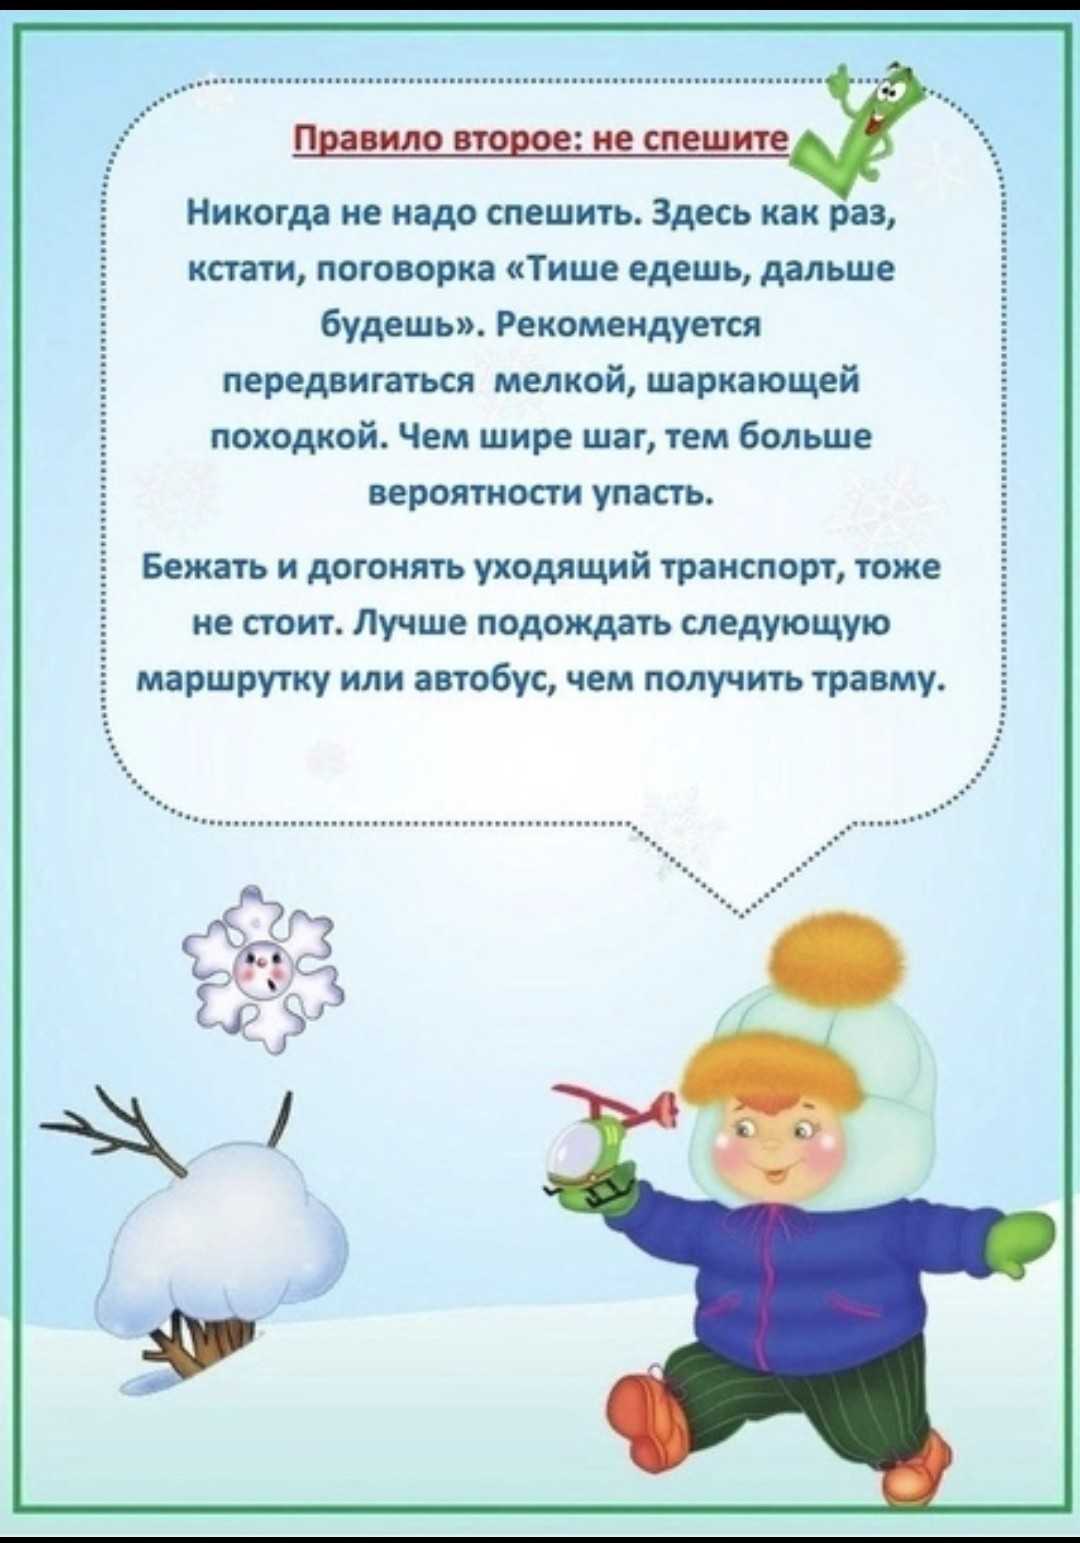 Правило второе: не спешите
Никогда не надо спешить. Здесь как раз,
кстати, поговорка «Тише едешь, дальше
будешь». Рекомендуется
передвигаться мелкой, шаркающей
походкой. Чем шире шаг, тем больше
вероятности упасть.
Бежать и догонять уходящий транспорт, тоже
не стоит. Лучше подождать следующую
маршрутку или автобус, чем получить травму.